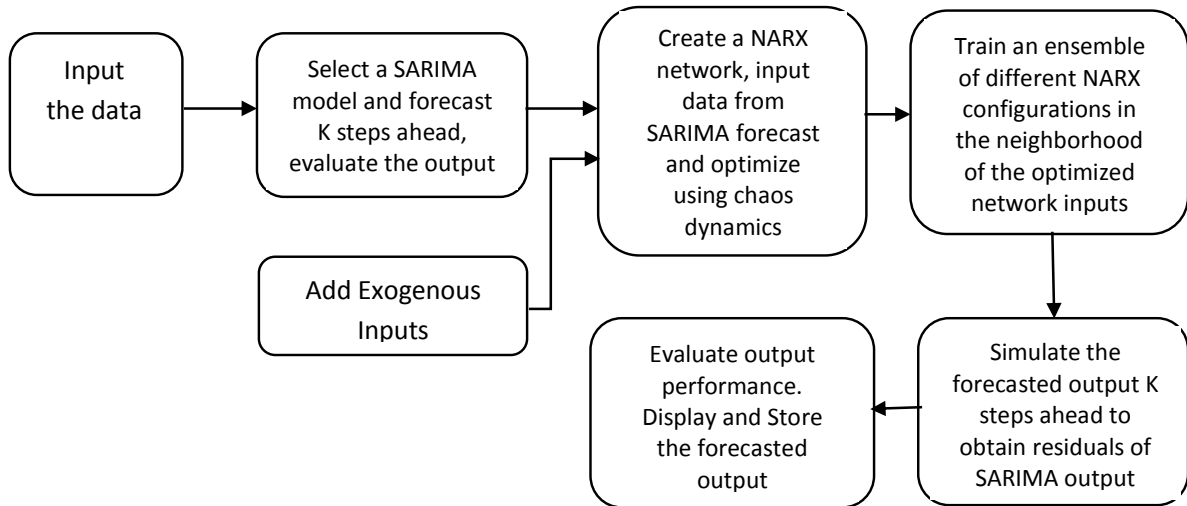 Input
the data
Select a SARIMA
model and forecast
K steps ahead,
evaluate the output
Add Exogenous
Inputs
Create a NARX
network, input
data from
SARIMA forecast
and optimize
using chaos
dynamics
Train an ensemble
of different NARX
configurations in
the neighborhood
of the optimized
network inputs
Simulate the
forecasted output K
steps ahead to
obtain residuals of
SARIMA output
Evaluate output
performance.
Display and Store
the forecasted
output